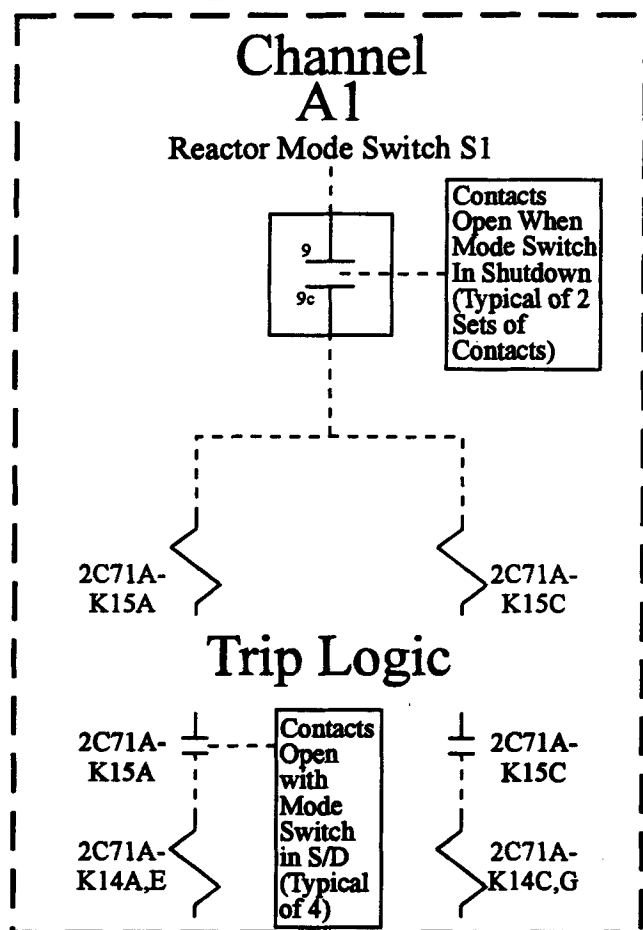 Channel
A1
Reactor Mode Switch S1
9
9c
Contacts
Open When
Mode Switch
In Shutdown
(Typical of 2
Sets of
Contacts)
2C71A-
K15A
2C71A-
K15C
Trip Logic
2C71A-
K15A
Contacts
Open
with
Mode
Switch
in S/D
(Typical
of 4)
2C71A-
K15C
2C71A-
K14A,E
2C71A-
K14C,G